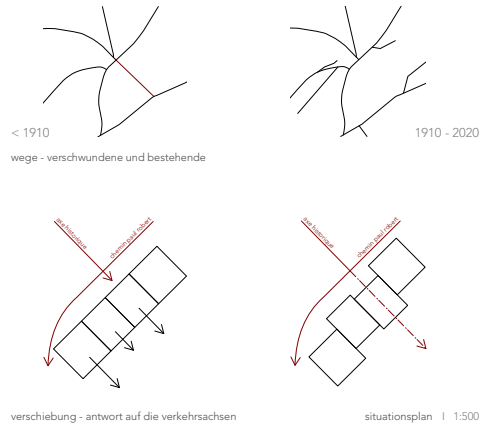 < 1910
1910 - 2020
wege - verschwundene und bestehende
axe historique
chemin paul robert
axe historique
chemin paul robert
verschiebung - antwort auf die verkehrsachsen
situationsplan I 1:500